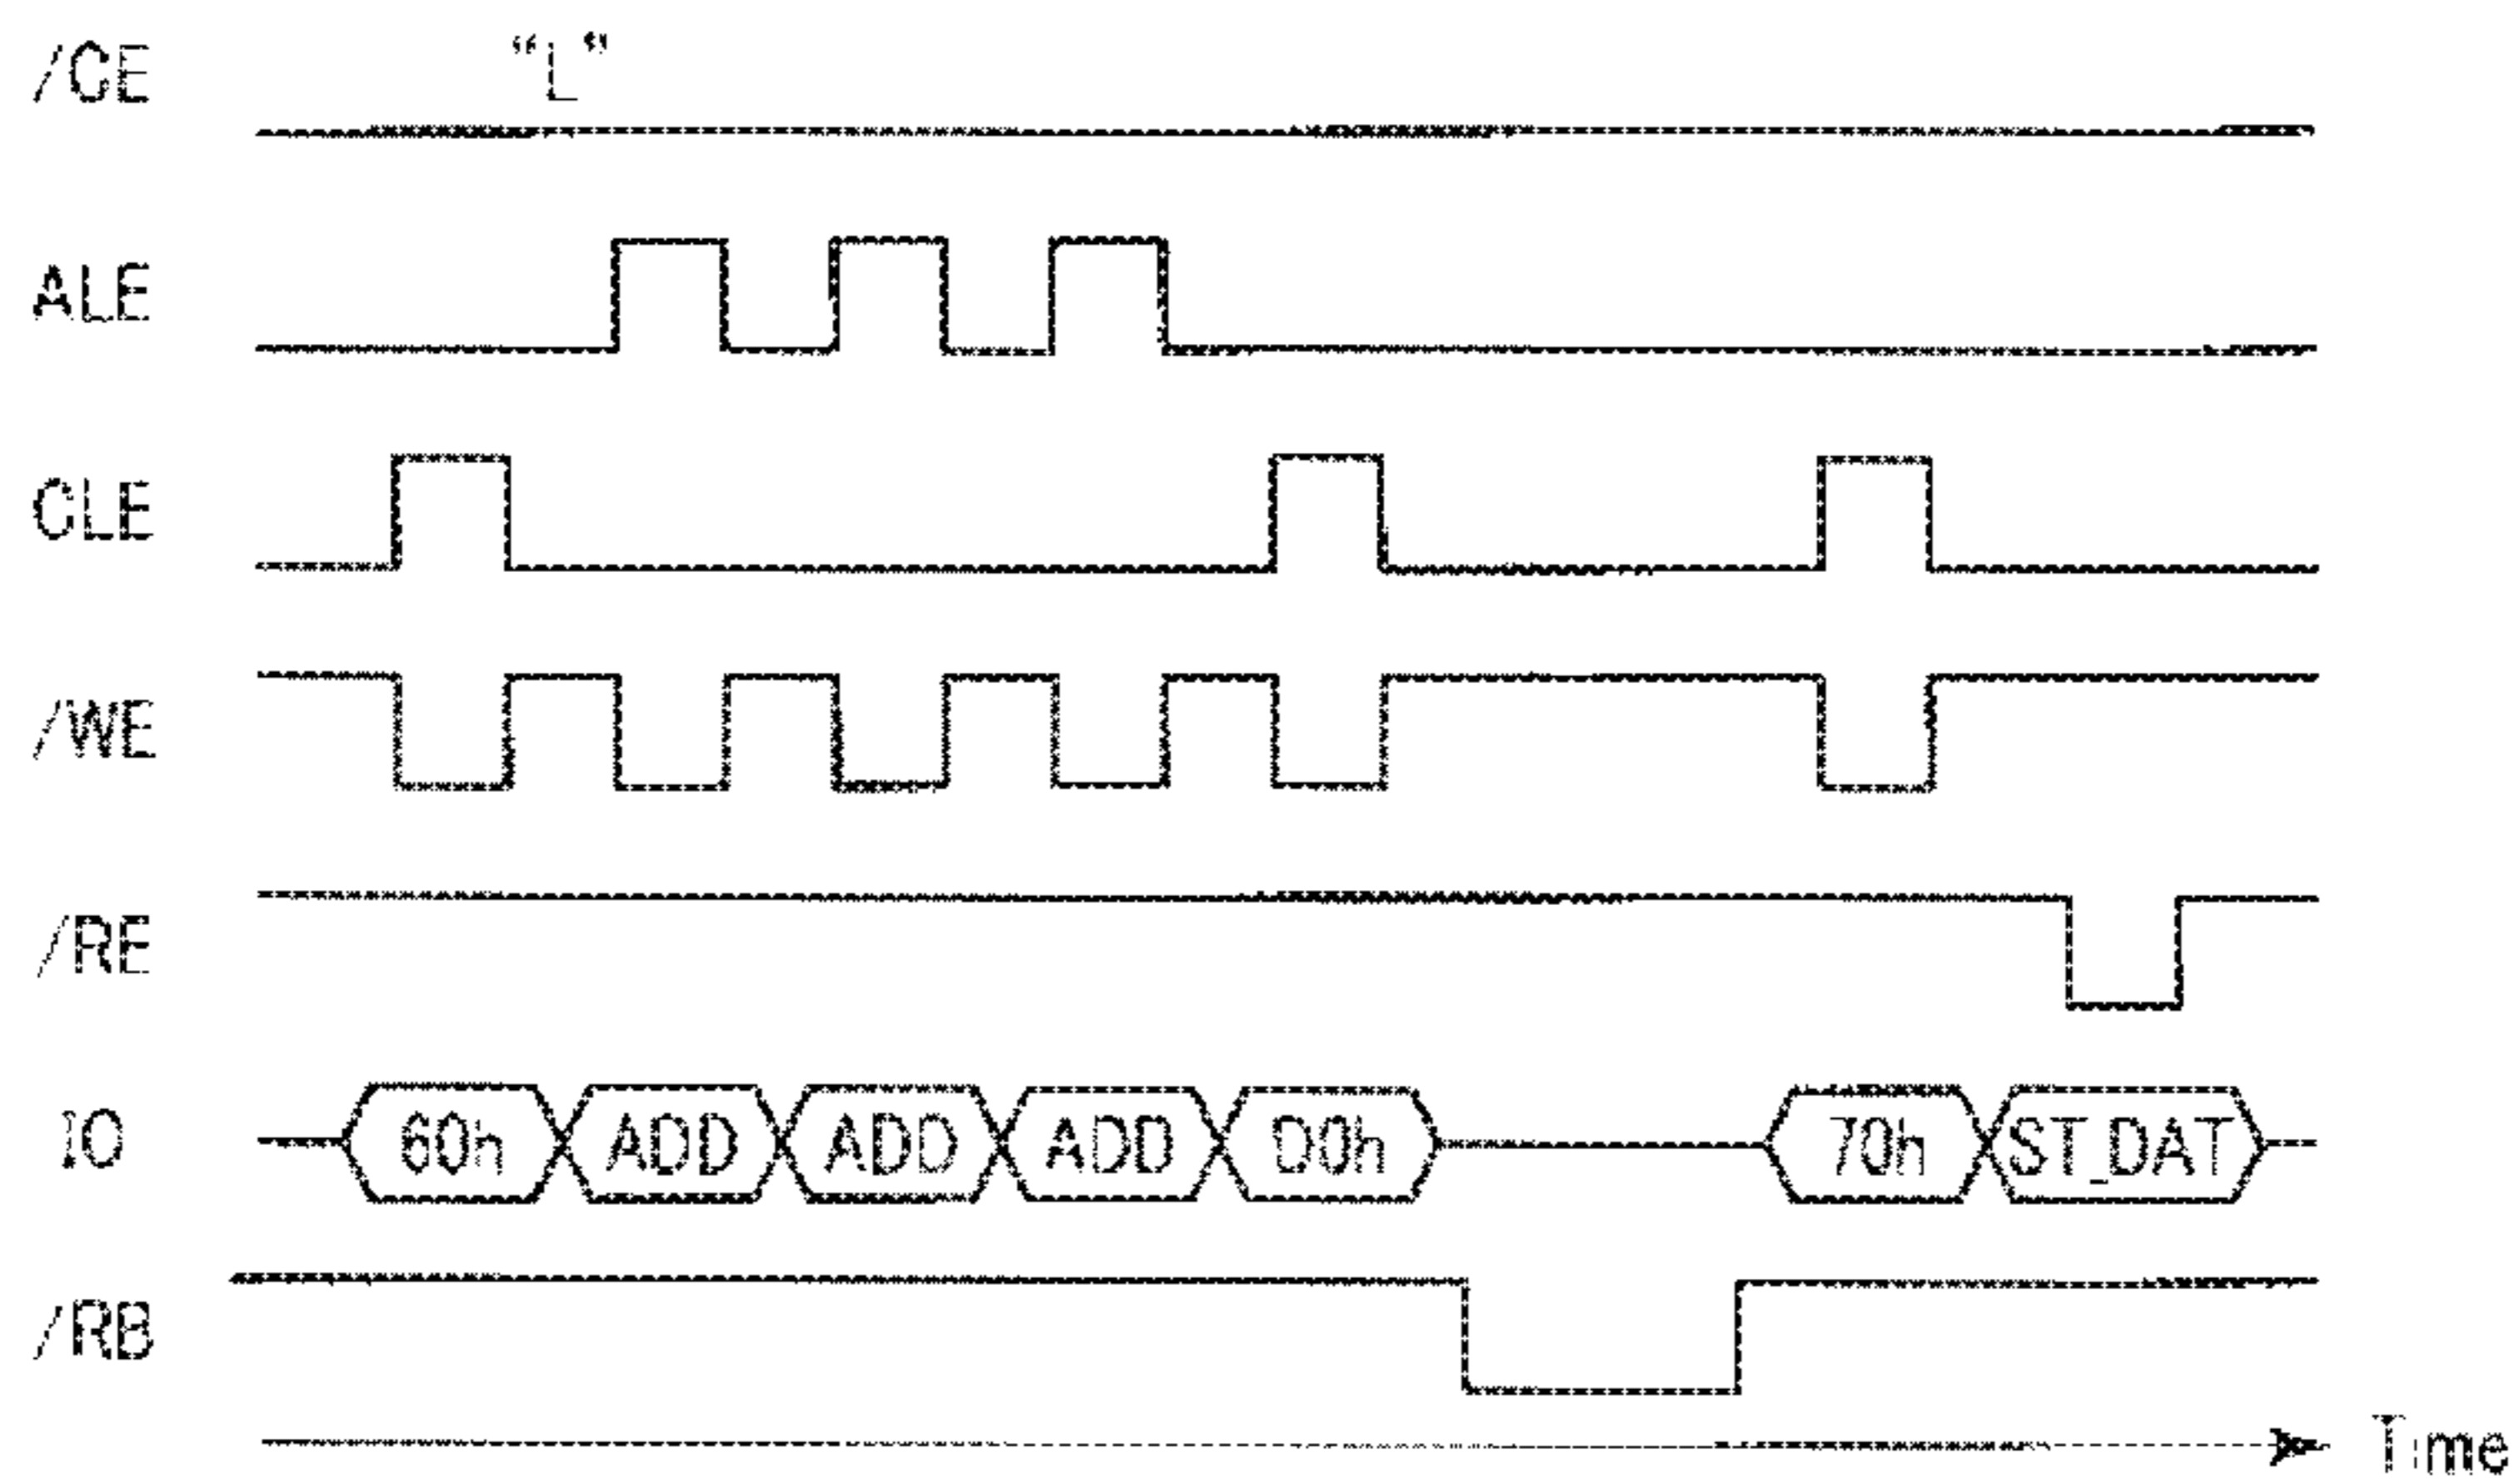 /CE "L"
ALE
CLE
/WE
/RE
IO 60h ADD ADD ADD D0h 70h ST_DAT
/RB
Time